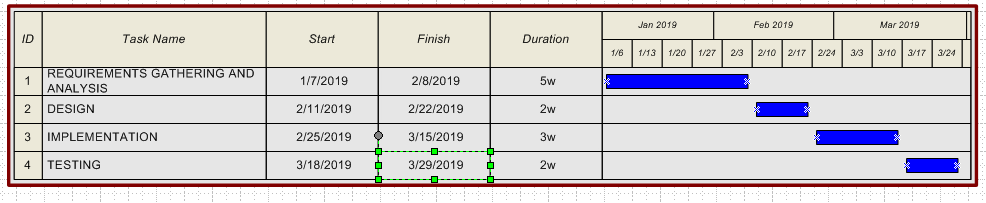 ID Task Name Start Finish Duration Jan 2019 Feb 2019 Mar 2019
1/6 1/13 1/20 1/27 2/3 2/10 2/17 2/24 3/3 3/10 3/17 3/24
1 REQUIREMENTS GATHERING AND
ANALYSIS 1/7/2019 2/8/2019 5w
2 DESIGN 2/11/2019 2/22/2019 2w
3 IMPLEMENTATION 2/25/2019 3/15/2019 3w
4 TESTING 3/18/2019 3/29/2019 2w